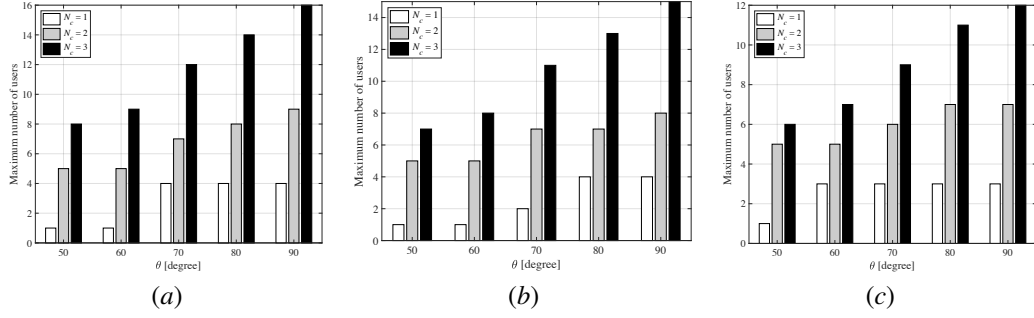 16
14
12
10
8
6
4
2
0
Maximum number of users
N_c = 1
N_c = 2
N_c = 3
50 60 70 80 90
θ [degree]
(a)
14
12
10
8
6
4
2
0
Maximum number of users
N_c = 1
N_c = 2
N_c = 3
50 60 70 80 90
θ [degree]
(b)
12
10
8
6
4
2
0
Maximum number of users
N_c = 1
N_c = 2
N_c = 3
50 60 70 80 90
θ [degree]
(c)